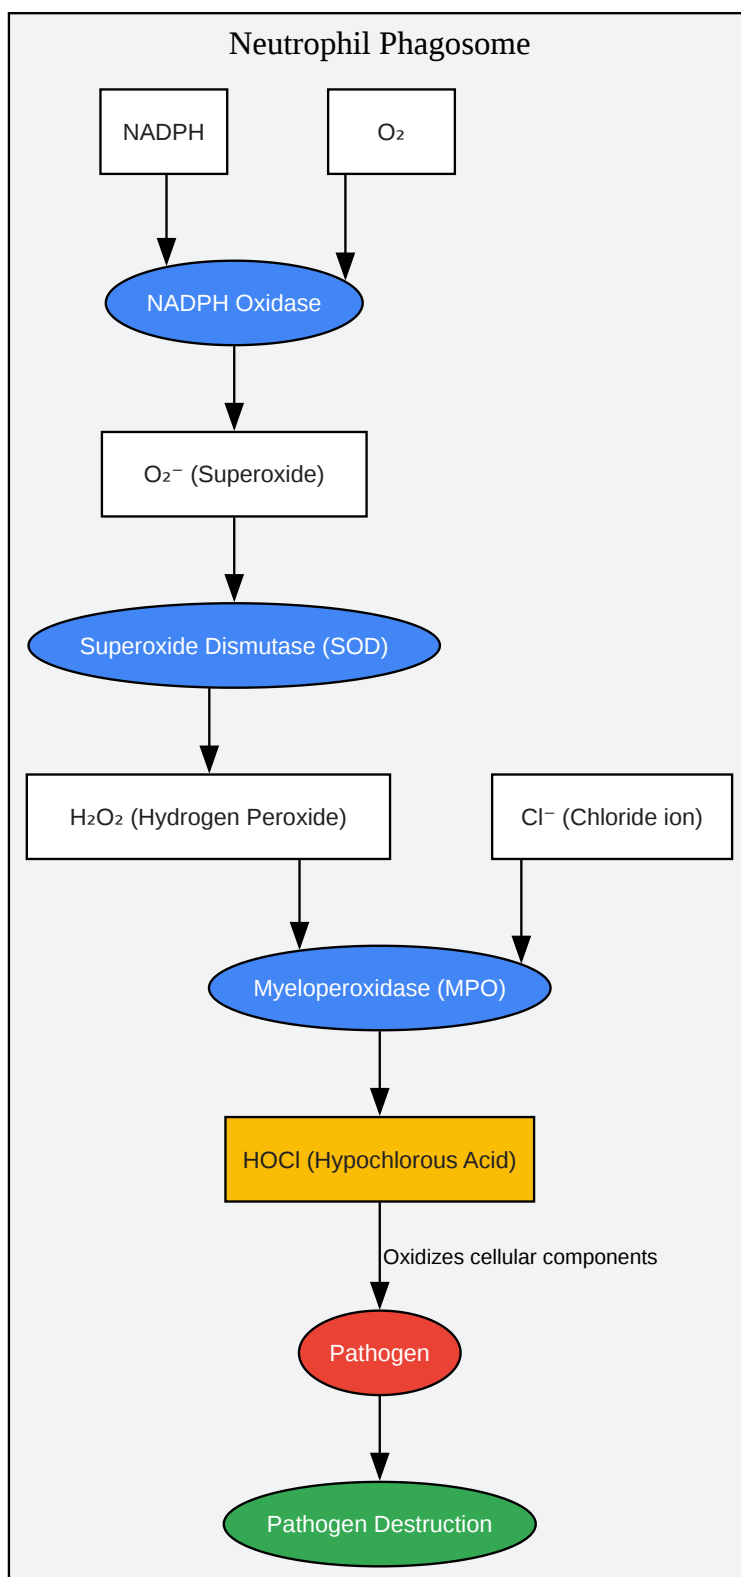 Neutrophil Phagosome
NADPH
O₂
NADPH Oxidase
O₂⁻ (Superoxide)
Superoxide Dismutase (SOD)
H₂O₂ (Hydrogen Peroxide)
Cl⁻ (Chloride ion)
Myeloperoxidase (MPO)
HOCl (Hypochlorous Acid)
Oxidizes cellular components
Pathogen
Pathogen Destruction